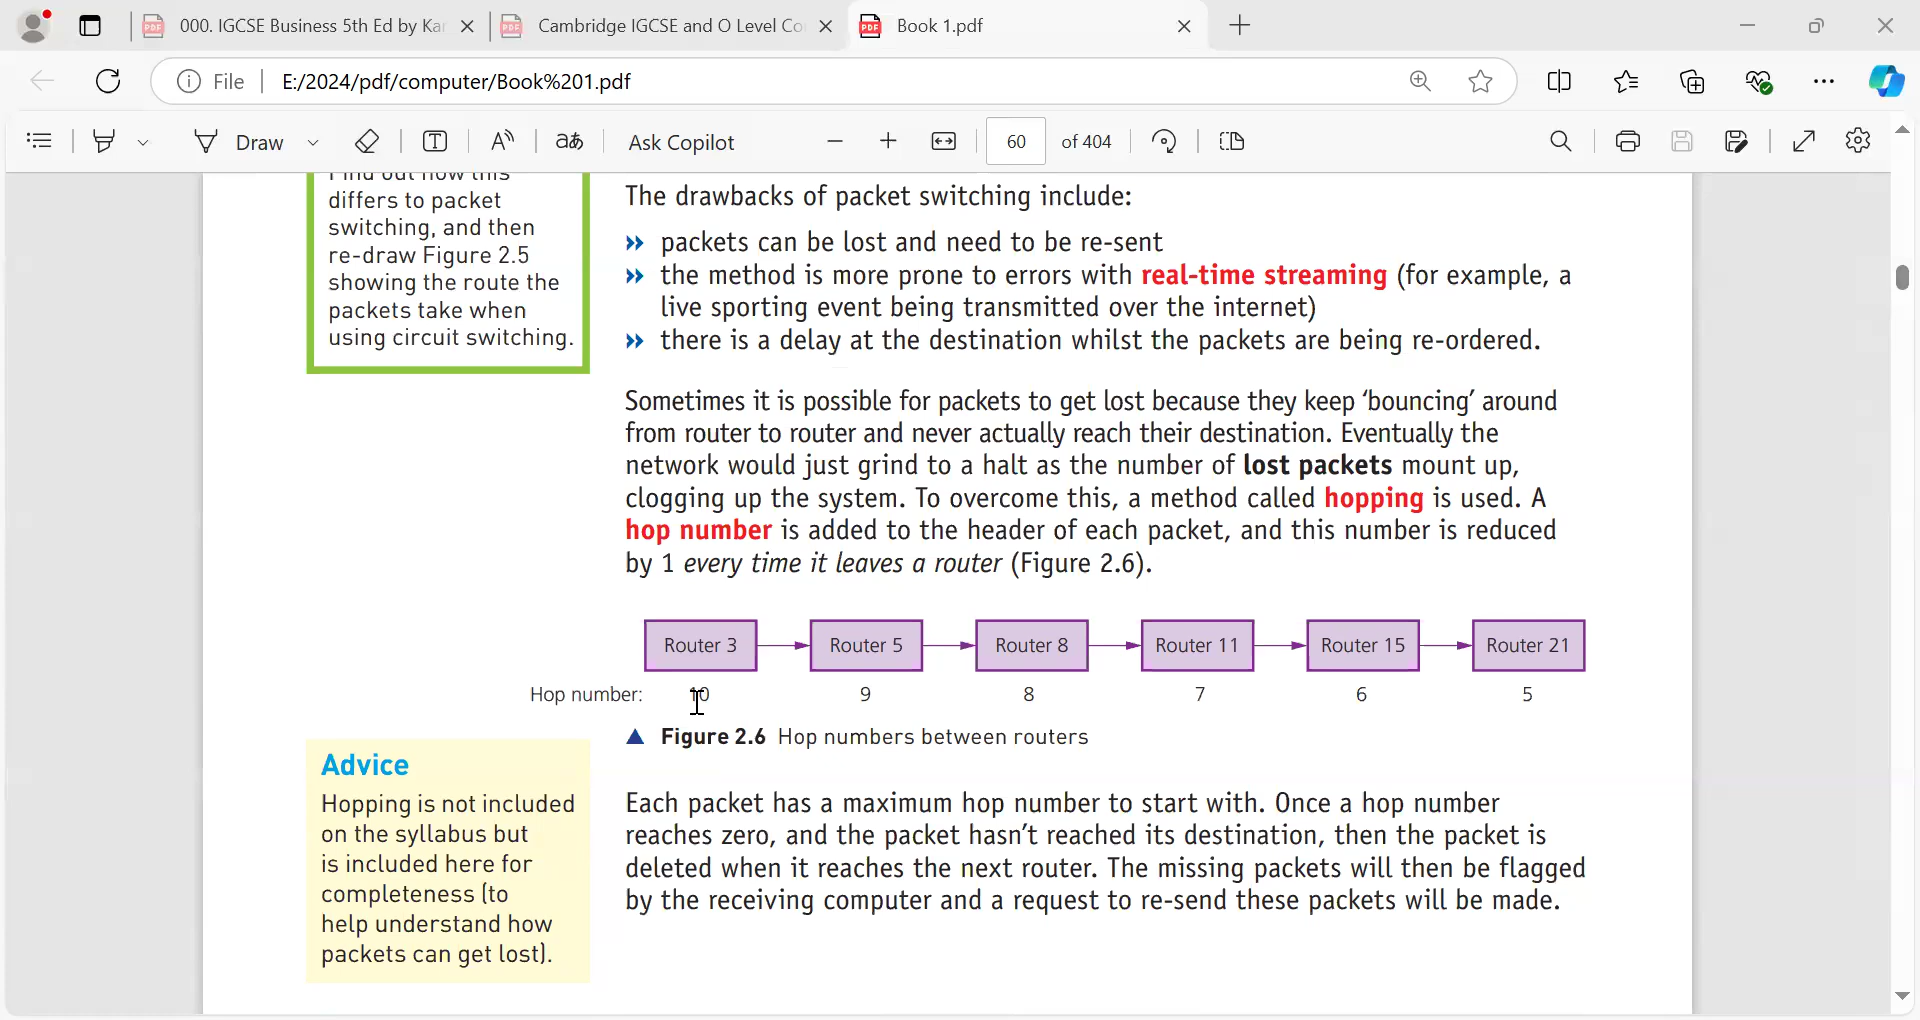 000. IGCSE Business 5th Ed by Kar
Cambridge IGCSE and O Level Co
Book 1.pdf
File
E:/2024/pdf/computer/Book%201.pdf
Draw
Ask Copilot
60
of 404
Find out how this
differs to packet
switching, and then
re-draw Figure 2.5
showing the route the
packets take when
using circuit switching.
The drawbacks of packet switching include:
» packets can be lost and need to be re-sent
» the method is more prone to errors with real-time streaming (for example, a
live sporting event being transmitted over the internet)
» there is a delay at the destination whilst the packets are being re-ordered.
Sometimes it is possible for packets to get lost because they keep ‘bouncing’ around
from router to router and never actually reach their destination. Eventually the
network would just grind to a halt as the number of lost packets mount up,
clogging up the system. To overcome this, a method called hopping is used. A
hop number is added to the header of each packet, and this number is reduced
by 1 every time it leaves a router (Figure 2.6).
Router 3 Router 5 Router 8 Router 11 Router 15 Router 21
Hop number: 10 9 8 7 6 5
▲ Figure 2.6 Hop numbers between routers
Advice
Hopping is not included
on the syllabus but
is included here for
completeness (to
help understand how
packets can get lost).
Each packet has a maximum hop number to start with. Once a hop number
reaches zero, and the packet hasn’t reached its destination, then the packet is
deleted when it reaches the next router. The missing packets will then be flagged
by the receiving computer and a request to re-send these packets will be made.